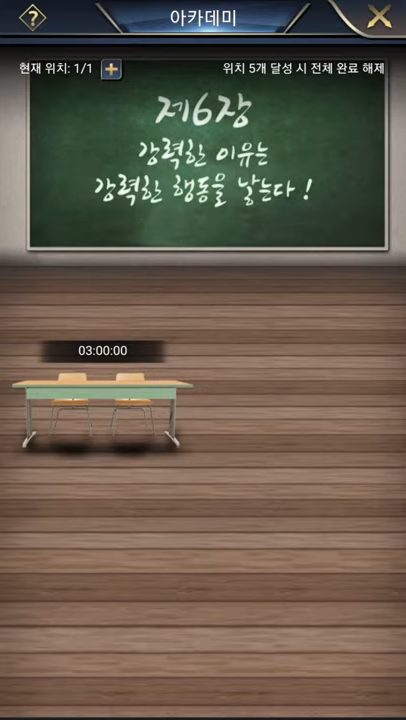 아카데미
현재 위치: 1/1
위치 5개 달성 시 전체 완료 해제
제6장
강력한 이유는
강력한 행동을 낳는다!
03:00:00